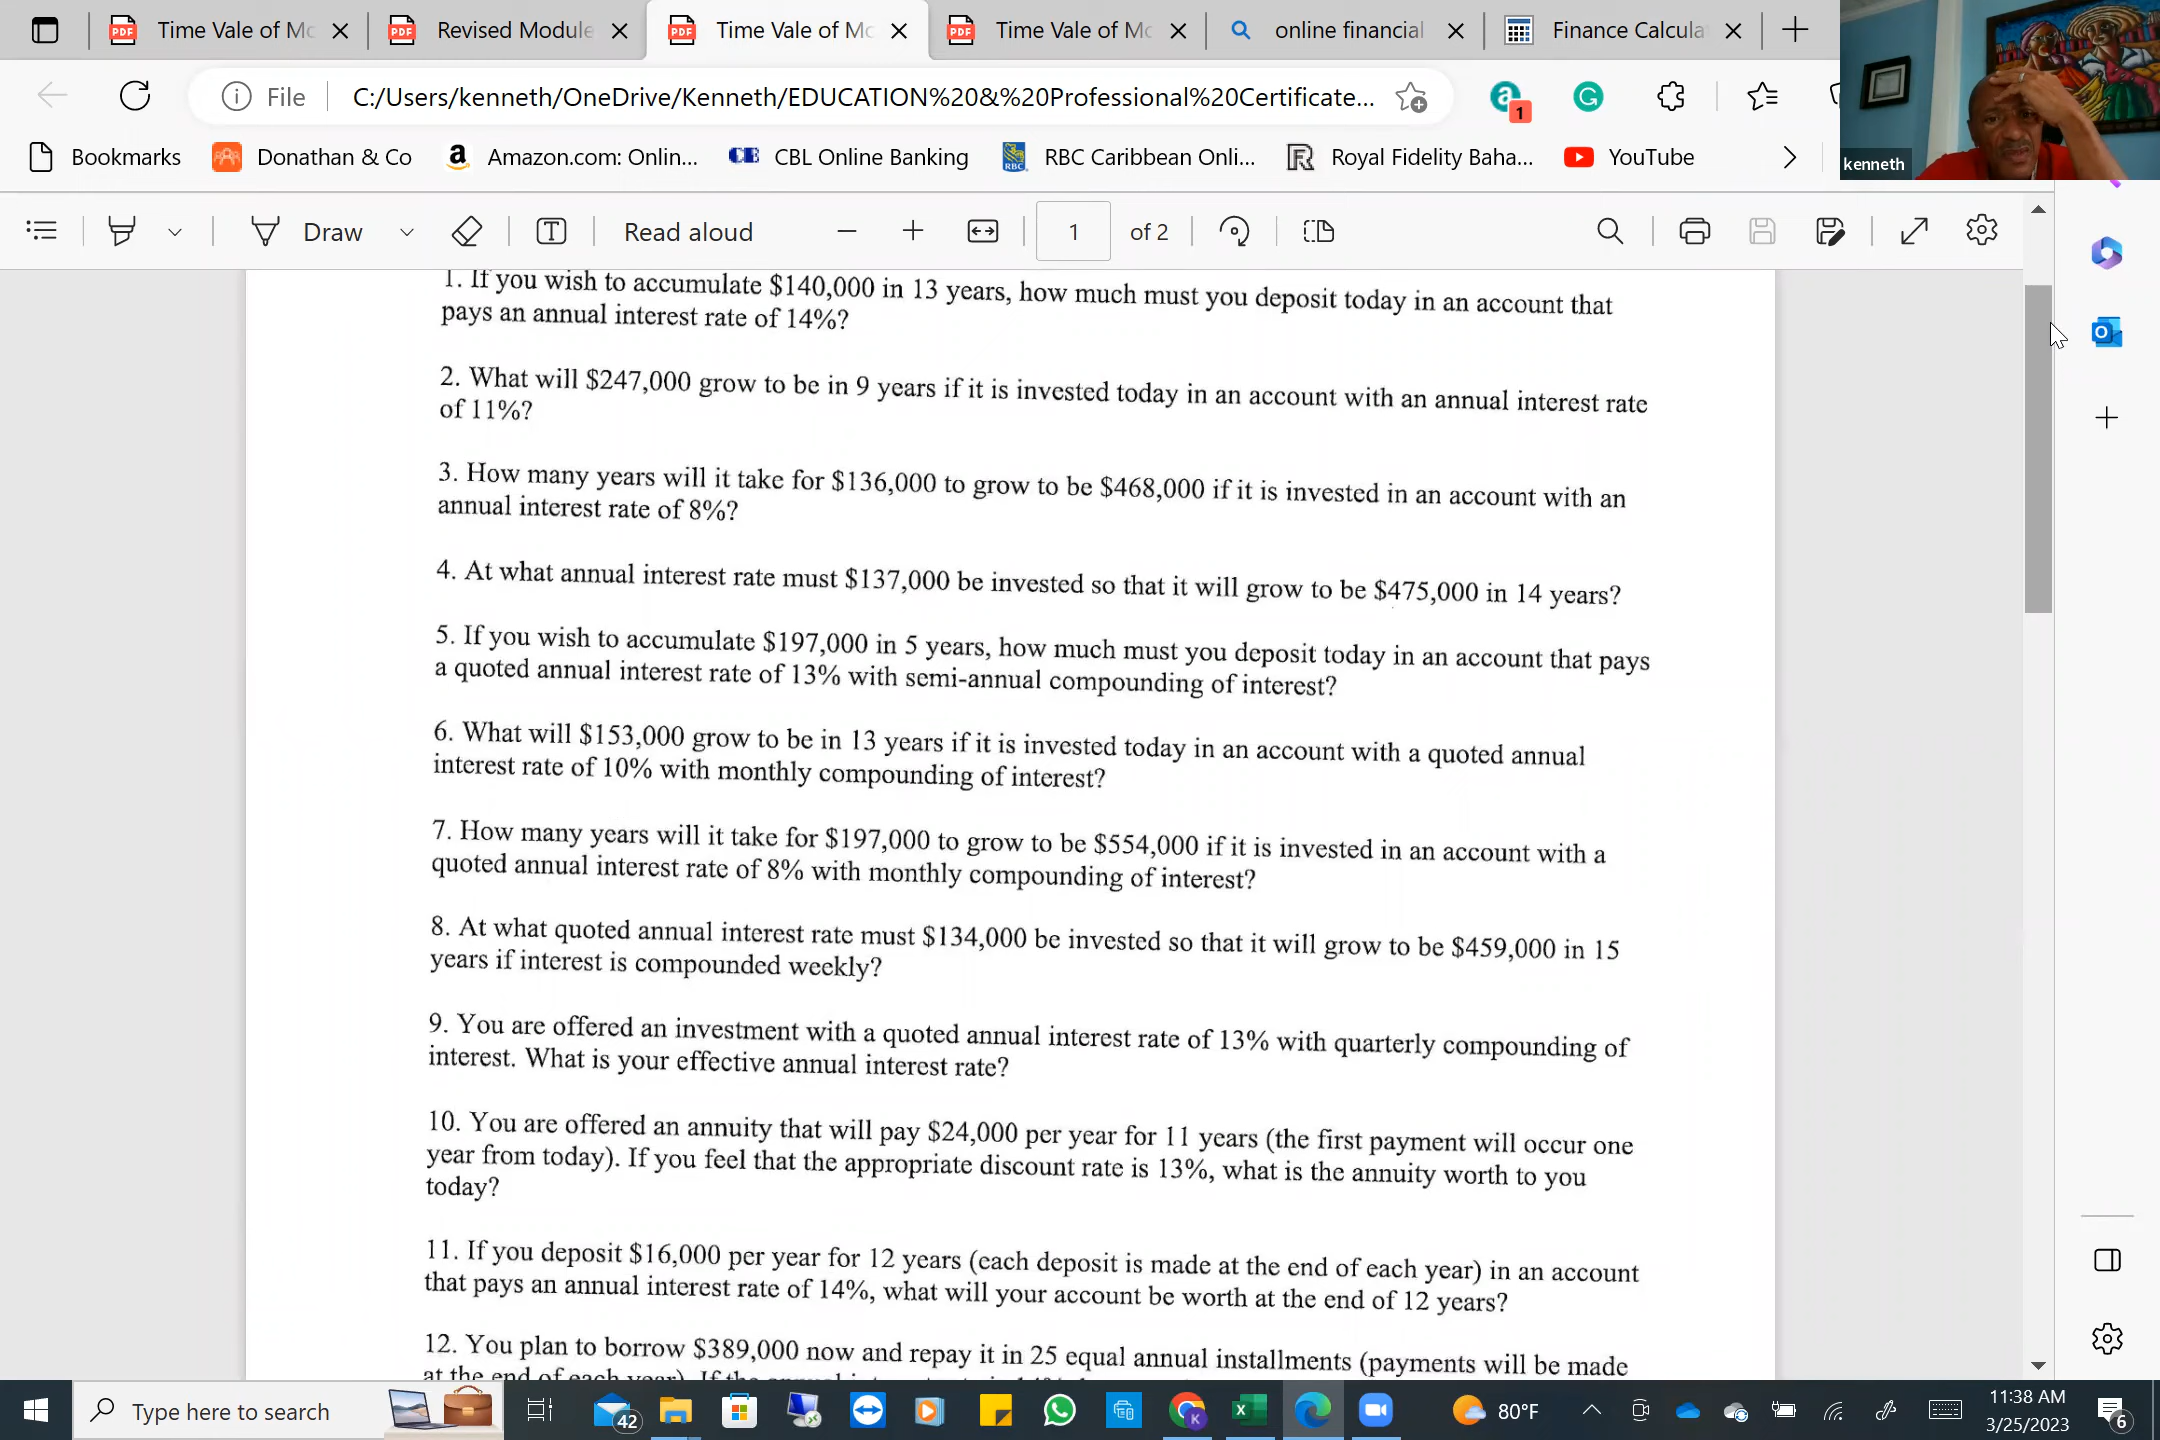 Time Vale of Mo
Revised Module
Time Vale of Mo
Time Vale of Mo
online financial
Finance Calcula
File
C:/Users/kenneth/OneDrive/Kenneth/EDUCATION%20&%20Professional%20Certificate...
1
Bookmarks
Donathan & Co
Amazon.com: Onlin...
CBL Online Banking
RBC Caribbean Onli...
Royal Fidelity Baha...
YouTube
kenneth
Draw
Read aloud
1
of 2
1. If you wish to accumulate $140,000 in 13 years, how much must you deposit today in an account that
pays an annual interest rate of 14%?
2. What will $247,000 grow to be in 9 years if it is invested today in an account with an annual interest rate
of 11%?
3. How many years will it take for $136,000 to grow to be $468,000 if it is invested in an account with an
annual interest rate of 8%?
4. At what annual interest rate must $137,000 be invested so that it will grow to be $475,000 in 14 years?
5. If you wish to accumulate $197,000 in 5 years, how much must you deposit today in an account that pays
a quoted annual interest rate of 13% with semi-annual compounding of interest?
6. What will $153,000 grow to be in 13 years if it is invested today in an account with a quoted annual
interest rate of 10% with monthly compounding of interest?
7. How many years will it take for $197,000 to grow to be $554,000 if it is invested in an account with a
quoted annual interest rate of 8% with monthly compounding of interest?
8. At what quoted annual interest rate must $134,000 be invested so that it will grow to be $459,000 in 15
years if interest is compounded weekly?
9. You are offered an investment with a quoted annual interest rate of 13% with quarterly compounding of
interest. What is your effective annual interest rate?
10. You are offered an annuity that will pay $24,000 per year for 11 years (the first payment will occur one
year from today). If you feel that the appropriate discount rate is 13%, what is the annuity worth to you
today?
11. If you deposit $16,000 per year for 12 years (each deposit is made at the end of each year) in an account
that pays an annual interest rate of 14%, what will your account be worth at the end of 12 years?
12. You plan to borrow $389,000 now and repay it in 25 equal annual installments (payments will be made
at the end of each year). If the
Type here to search
42
80°F
11:38 AM
3/25/2023
6